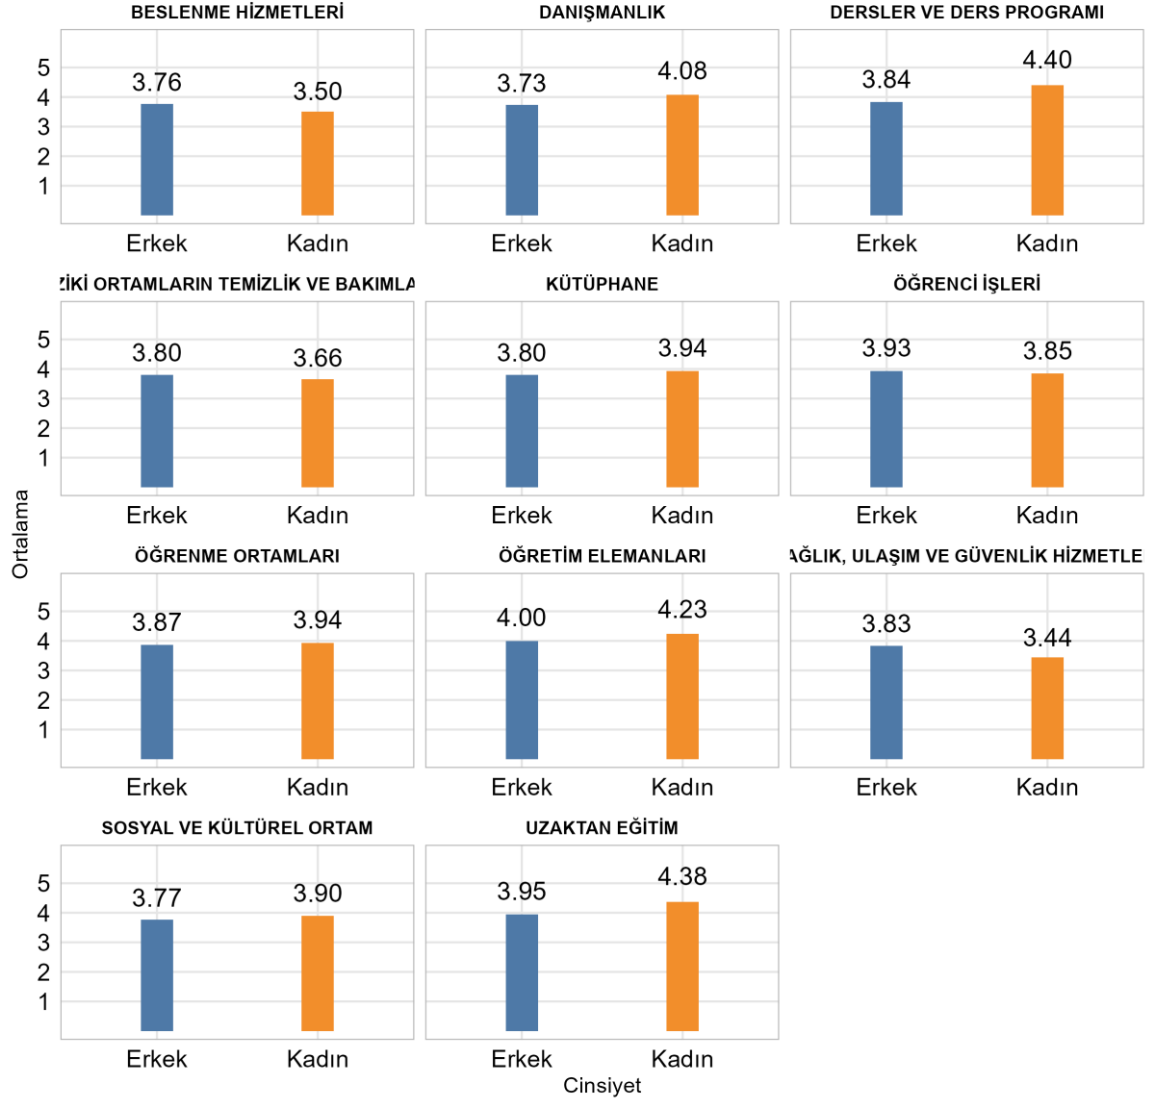 BESLENME HİZMETLERİ
5
4
3
2
1
3.76
3.50
Erkek
Kadın
DANIŞMANLIK
3.73
4.08
Erkek
Kadın
DERSLER VE DERS PROGRAMI
3.84
4.40
Erkek
Kadın
ZİKİ ORTAMLARIN TEMİZLİK VE BAKIMLA
5
4
3
2
1
3.80
3.66
Erkek
Kadın
KÜTÜPHANE
3.80
3.94
Erkek
Kadın
ÖĞRENCİ İŞLERİ
3.93
3.85
Erkek
Kadın
Ortalama
ÖĞRENME ORTAMLARI
5
4
3
2
1
3.87
3.94
Erkek
Kadın
ÖĞRETİM ELEMANLARI
4.00
4.23
Erkek
Kadın
AĞLIK, ULAŞIM VE GÜVENLİK HİZMETLE
3.83
3.44
Erkek
Kadın
SOSYAL VE KÜLTÜREL ORTAM
5
4
3
2
1
3.77
3.90
Erkek
Kadın
UZAKTAN EĞİTİM
3.95
4.38
Erkek
Kadın
Cinsiyet